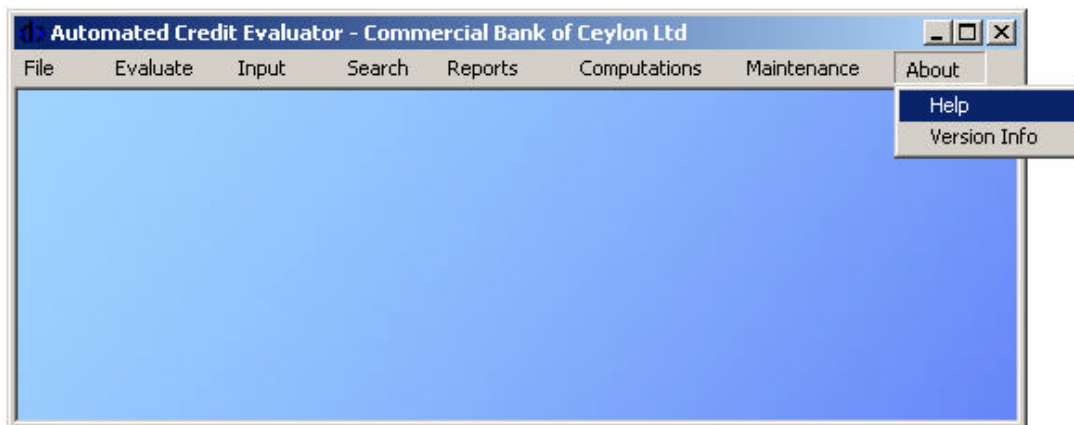 Automated Credit Evaluator - Commercial Bank of Ceylon Ltd
File Evaluate Input Search Reports Computations Maintenance About
Help
Version Info